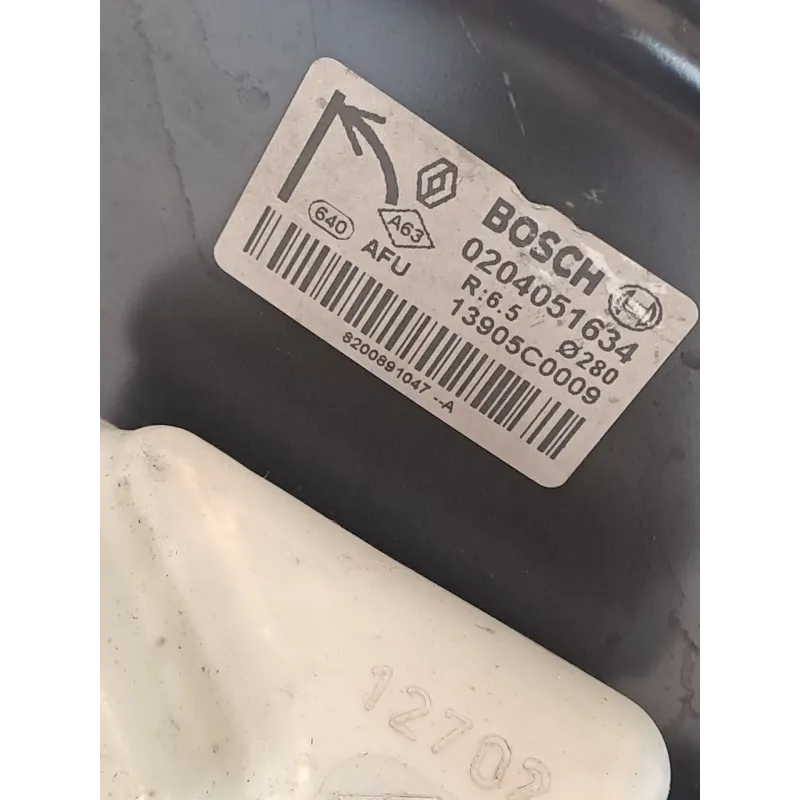 BOSCH
0204051634
R:6.5 Ø280
13905C0009
640
A63
AFU
8200891047 --A
12702